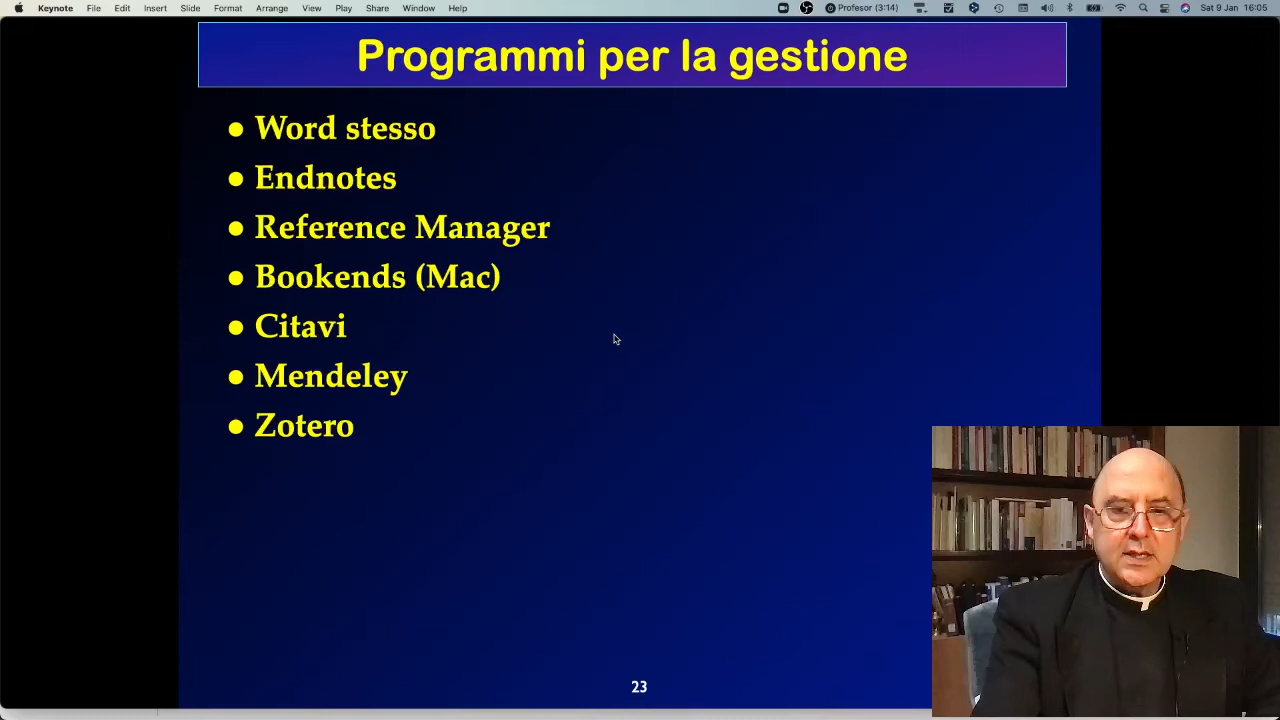 Keynote File Edit Insert Slide Format Arrange View Play Share Window Help Profesor (3:14) Sat 9 Jan 16:05
Programmi per la gestione
• Word stesso
• Endnotes
• Reference Manager
• Bookends (Mac)
• Citavi
• Mendeley
• Zotero
23